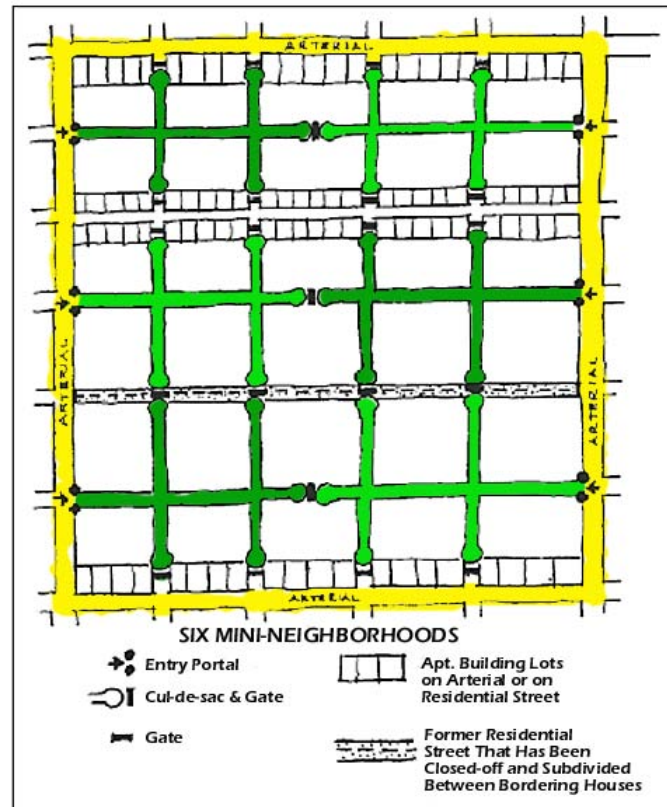 ARTERIAL
ARTERIAL
ARTERIAL
ARTERIAL
SIX MINI-NEIGHBORHOODS
Entry Portal
Cul-de-sac & Gate
Gate
Apt. Building Lots
on Arterial or on
Residential Street
Former Residential
Street That Has Been
Closed-off and Subdivided
Between Bordering Houses